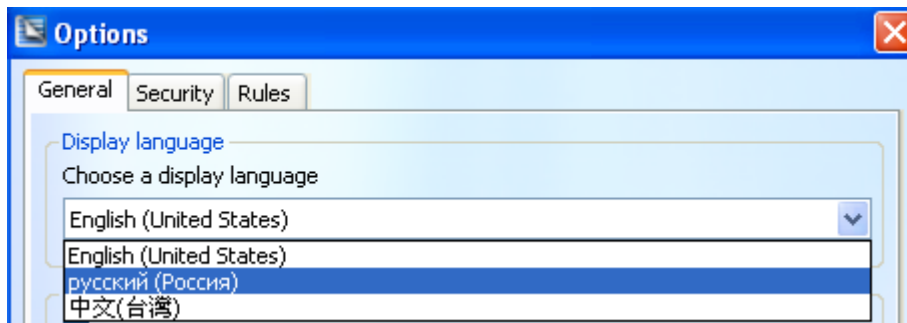 Options
General Security Rules
Display language
Choose a display language
English (United States)
English (United States)
русский (Россия)
中文(台灣)